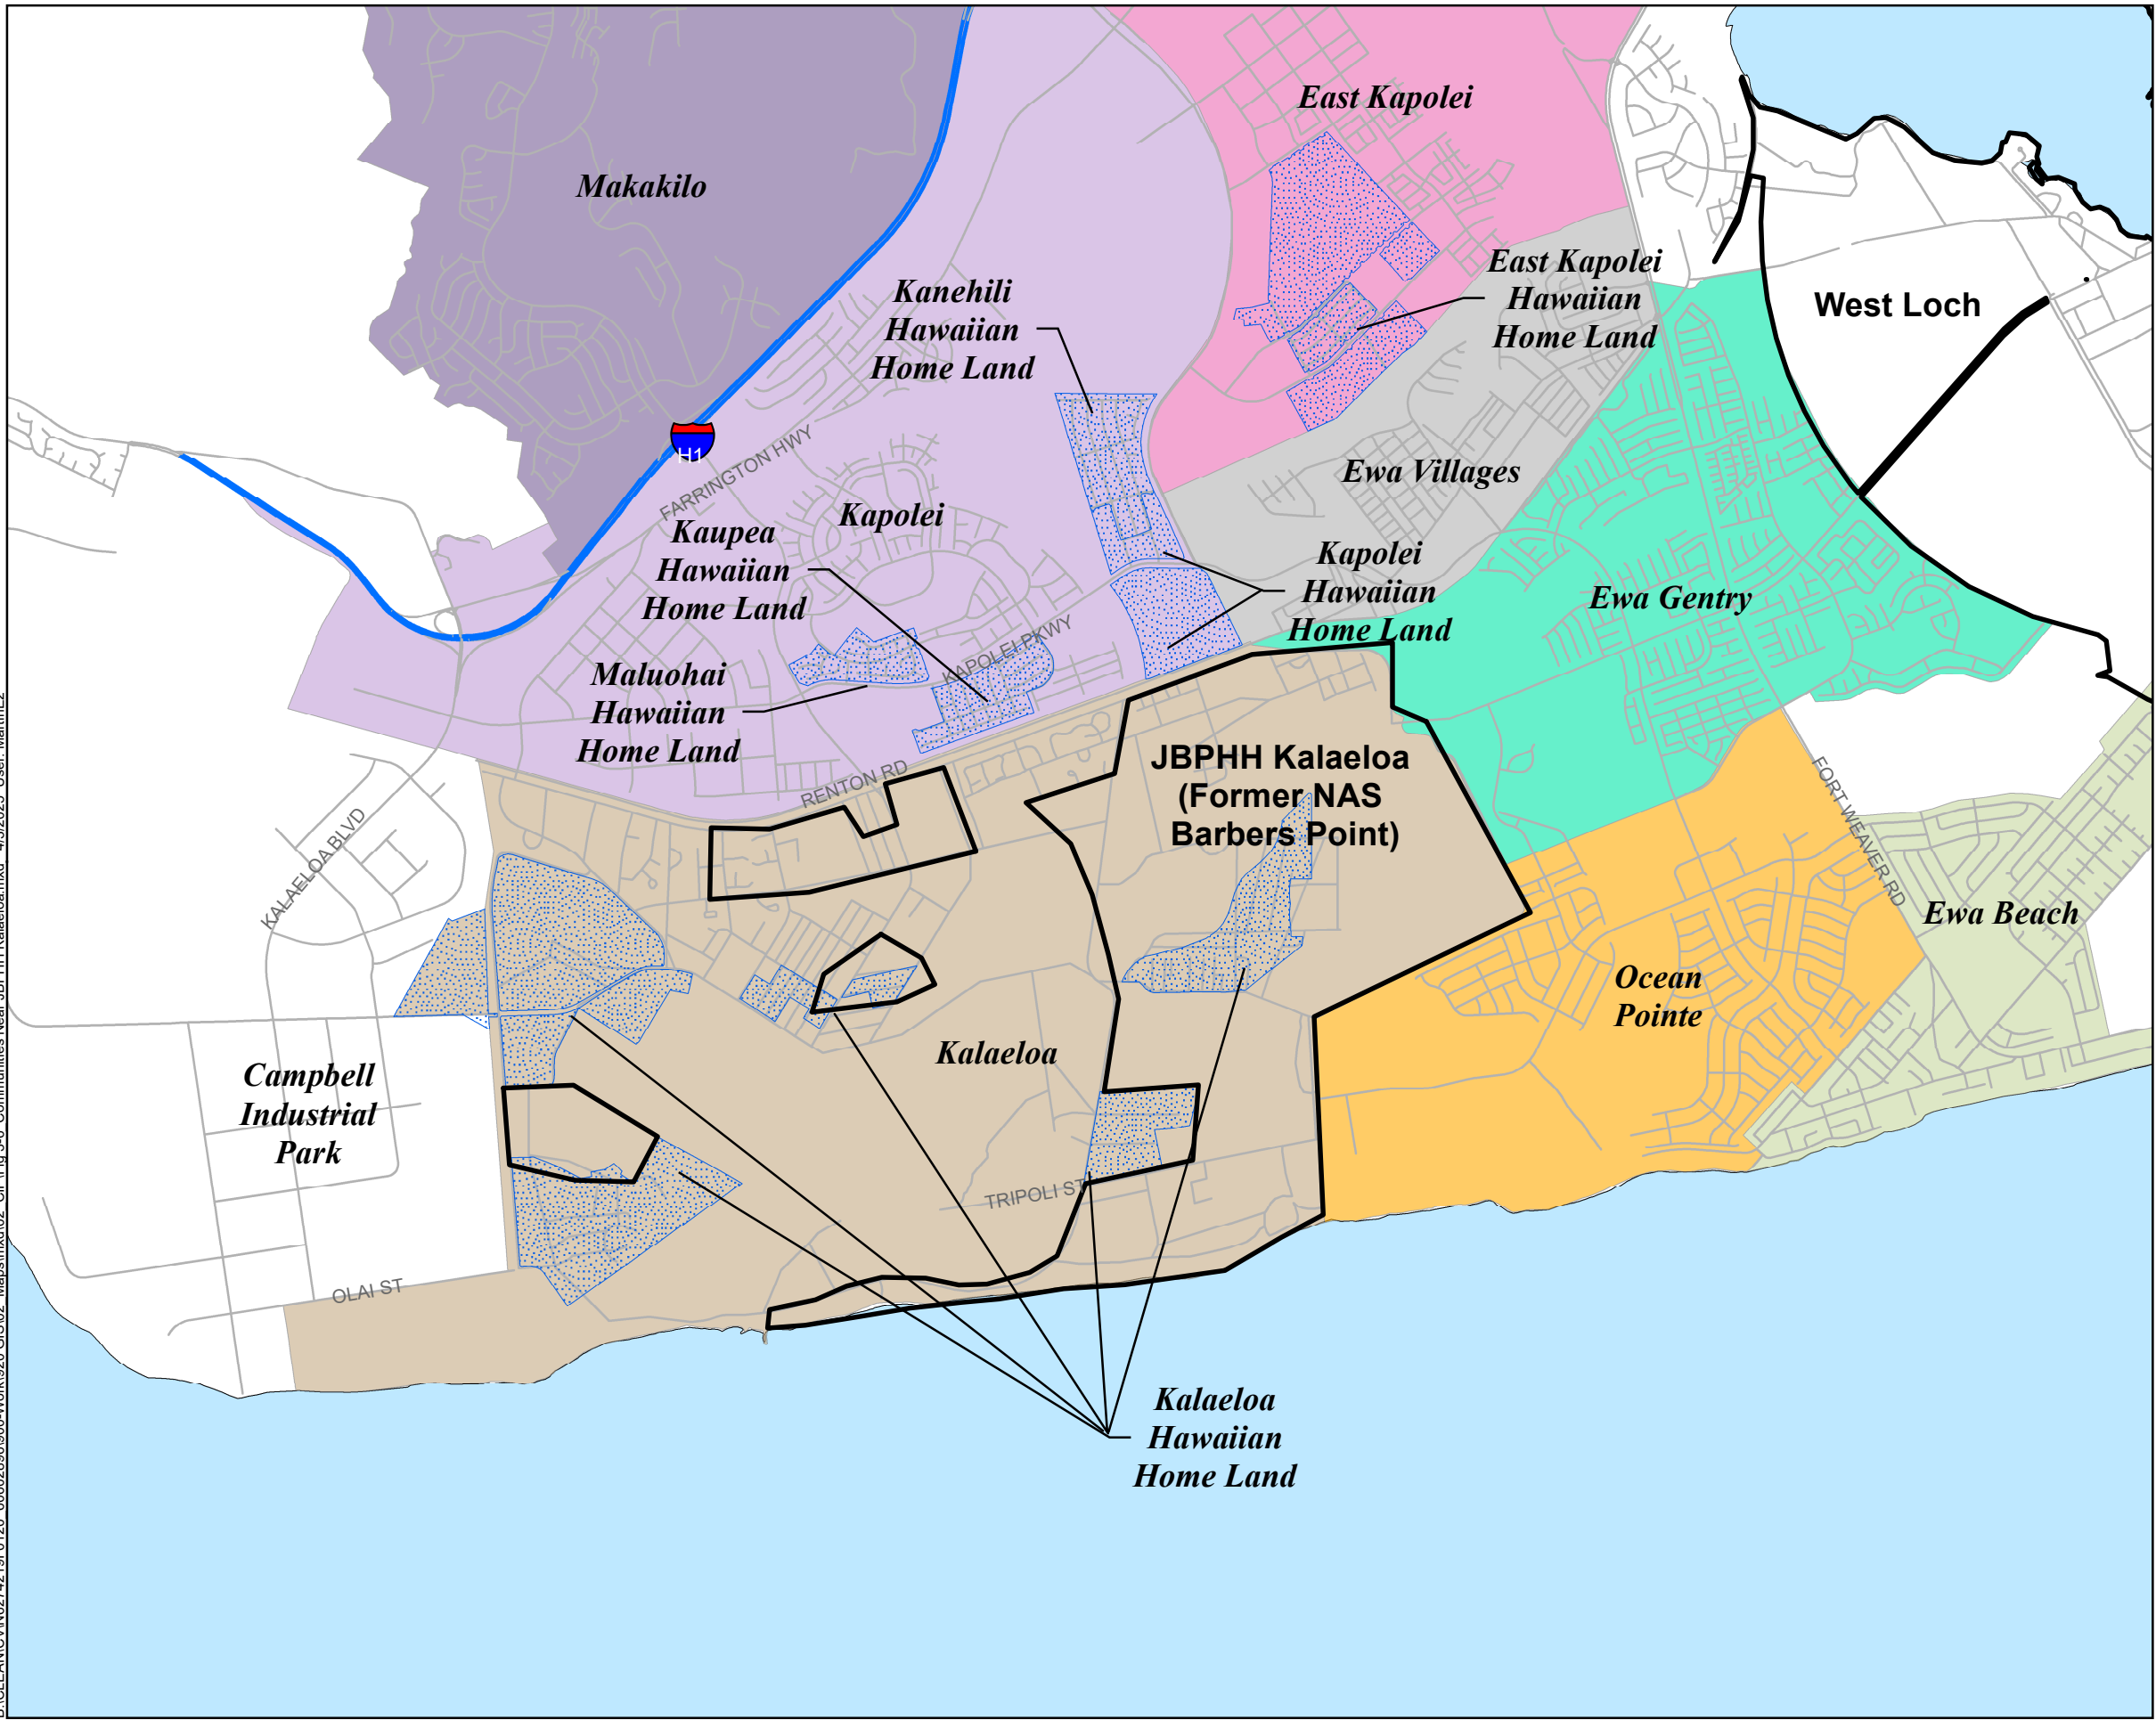 East Kapolei
Makakilo
East Kapolei
Hawaiian
Home Land
Kanehili
Hawaiian
Home Land
West Loch
H1
FARRINGTON HWY
Ewa Villages
Kapolei
Kaupea
Hawaiian
Home Land
Kapolei
Hawaiian
Home Land
Ewa Gentry
KAPOLEI PKWY
Maluohai
Hawaiian
Home Land
JBPHH Kalaeloa
(Former NAS
Barbers Point)
RENTON RD
FORT WEAVER RD
KALAELOA BLVD
Ewa Beach
Ocean
Pointe
Kalaeloa
Campbell
Industrial
Park
TRIPOLI ST
OLAI ST
Kalaeloa
Hawaiian
Home Land